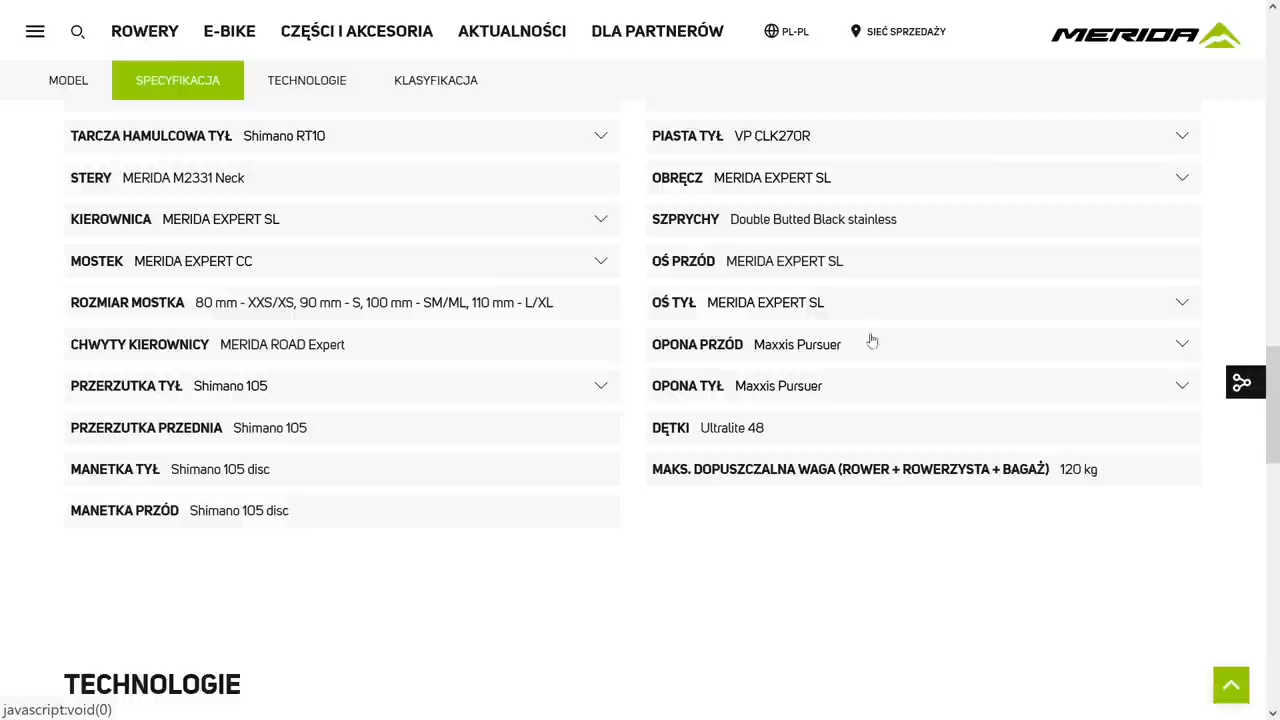 ROWERY E-BIKE CZĘŚCI I AKCESORIA AKTUALNOŚCI DLA PARTNERÓW PL-PL SIEĆ SPRZEDAŻY MERIDA
MODEL SPECYFIKACJA TECHNOLOGIE KLASYFIKACJA
TARCZA HAMULCOWA TYŁ Shimano RT10
STERY MERIDA M2331 Neck
KIEROWNICA MERIDA EXPERT SL
MOSTEK MERIDA EXPERT CC
ROZMIAR MOSTKA 80 mm - XXS/XS, 90 mm - S, 100 mm - SM/ML, 110 mm - L/XL
CHWYTY KIEROWNICY MERIDA ROAD Expert
PRZERZUTKA TYŁ Shimano 105
PRZERZUTKA PRZEDNIA Shimano 105
MANETKA TYŁ Shimano 105 disc
MANETKA PRZÓD Shimano 105 disc
PIASTA TYŁ VP CLK270R
OBRĘCZ MERIDA EXPERT SL
SZPRYCHY Double Butted Black stainless
OŚ PRZÓD MERIDA EXPERT SL
OŚ TYŁ MERIDA EXPERT SL
OPONA PRZÓD Maxxis Pursuer
OPONA TYŁ Maxxis Pursuer
DĘTKI Ultralite 48
MAKS. DOPUSZCZALNA WAGA (ROWER + ROWERZYSTA + BAGAŻ) 120 kg
TECHNOLOGIE
javascript:void(0)